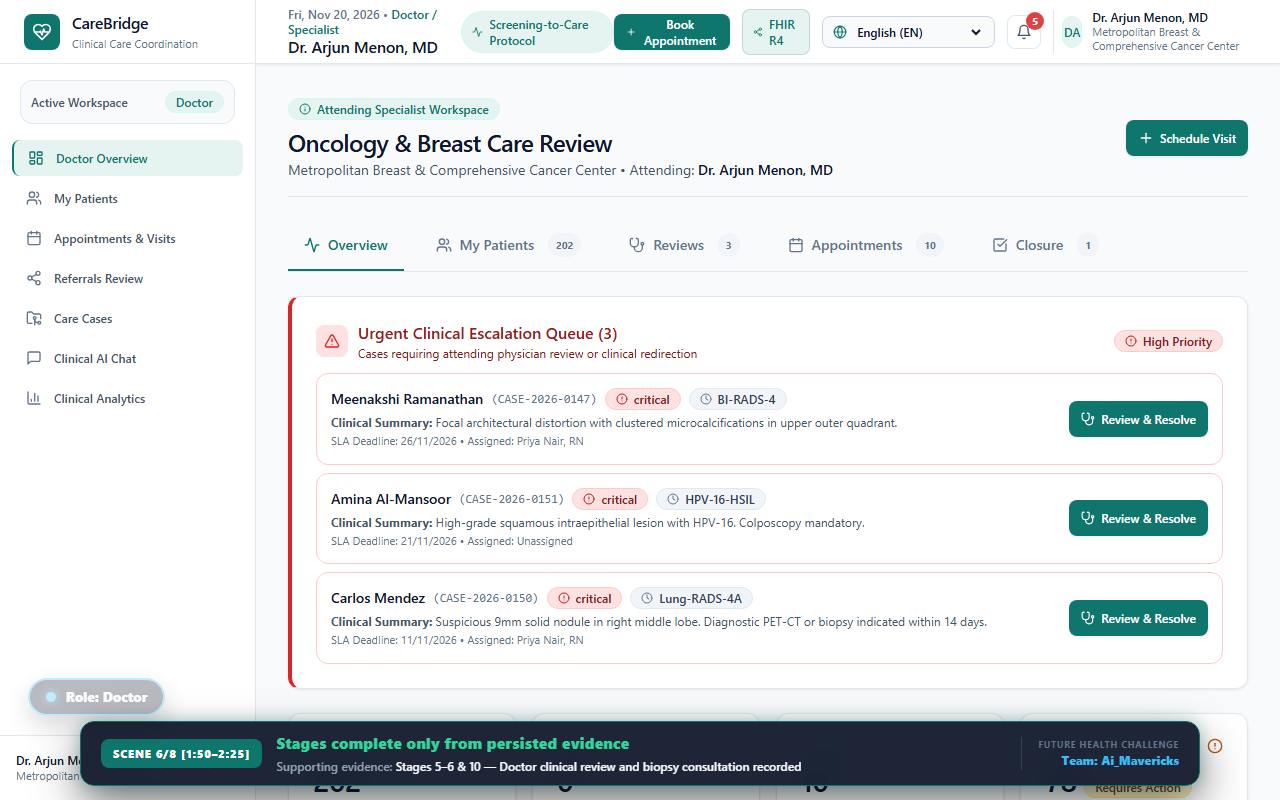 CareBridge
Clinical Care Coordination
Fri, Nov 20, 2026 • Doctor /
Specialist
Dr. Arjun Menon, MD
Screening-to-Care
Protocol
+ Book
Appointment
FHIR
R4
English (EN)
5
DA
Dr. Arjun Menon, MD
Metropolitan Breast &
Comprehensive Cancer Center
Active Workspace
Doctor
Doctor Overview
My Patients
Appointments & Visits
Referrals Review
Care Cases
Clinical AI Chat
Clinical Analytics
Attending Specialist Workspace
Oncology & Breast Care Review
Metropolitan Breast & Comprehensive Cancer Center • Attending: Dr. Arjun Menon, MD
+ Schedule Visit
Overview
My Patients 202
Reviews 3
Appointments 10
Closure 1
Urgent Clinical Escalation Queue (3)
Cases requiring attending physician review or clinical redirection
High Priority
Meenakshi Ramanathan (CASE-2026-0147) critical BI-RADS-4
Clinical Summary: Focal architectural distortion with clustered microcalcifications in upper outer quadrant.
SLA Deadline: 26/11/2026 • Assigned: Priya Nair, RN
Review & Resolve
Amina Al-Mansoor (CASE-2026-0151) critical HPV-16-HSIL
Clinical Summary: High-grade squamous intraepithelial lesion with HPV-16. Colposcopy mandatory.
SLA Deadline: 21/11/2026 • Assigned: Unassigned
Review & Resolve
Carlos Mendez (CASE-2026-0150) critical Lung-RADS-4A
Clinical Summary: Suspicious 9mm solid nodule in right middle lobe. Diagnostic PET-CT or biopsy indicated within 14 days.
SLA Deadline: 11/11/2026 • Assigned: Priya Nair, RN
Review & Resolve
Role: Doctor
Dr. Arjun
Metropolitan
SCENE 6/8 [1:50–2:25]
Stages complete only from persisted evidence
Supporting evidence: Stages 5–6 & 10 — Doctor clinical review and biopsy consultation recorded
FUTURE HEALTH CHALLENGE
Team: Ai_Mavericks
202
Requires Action